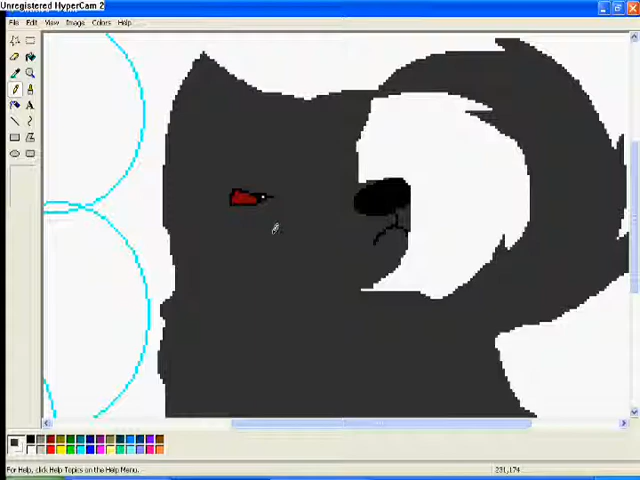 Unregistered HyperCam 2
File Edit View Image Colors Help
A
For Help, click Help Topics on the Help Menu.
231,174